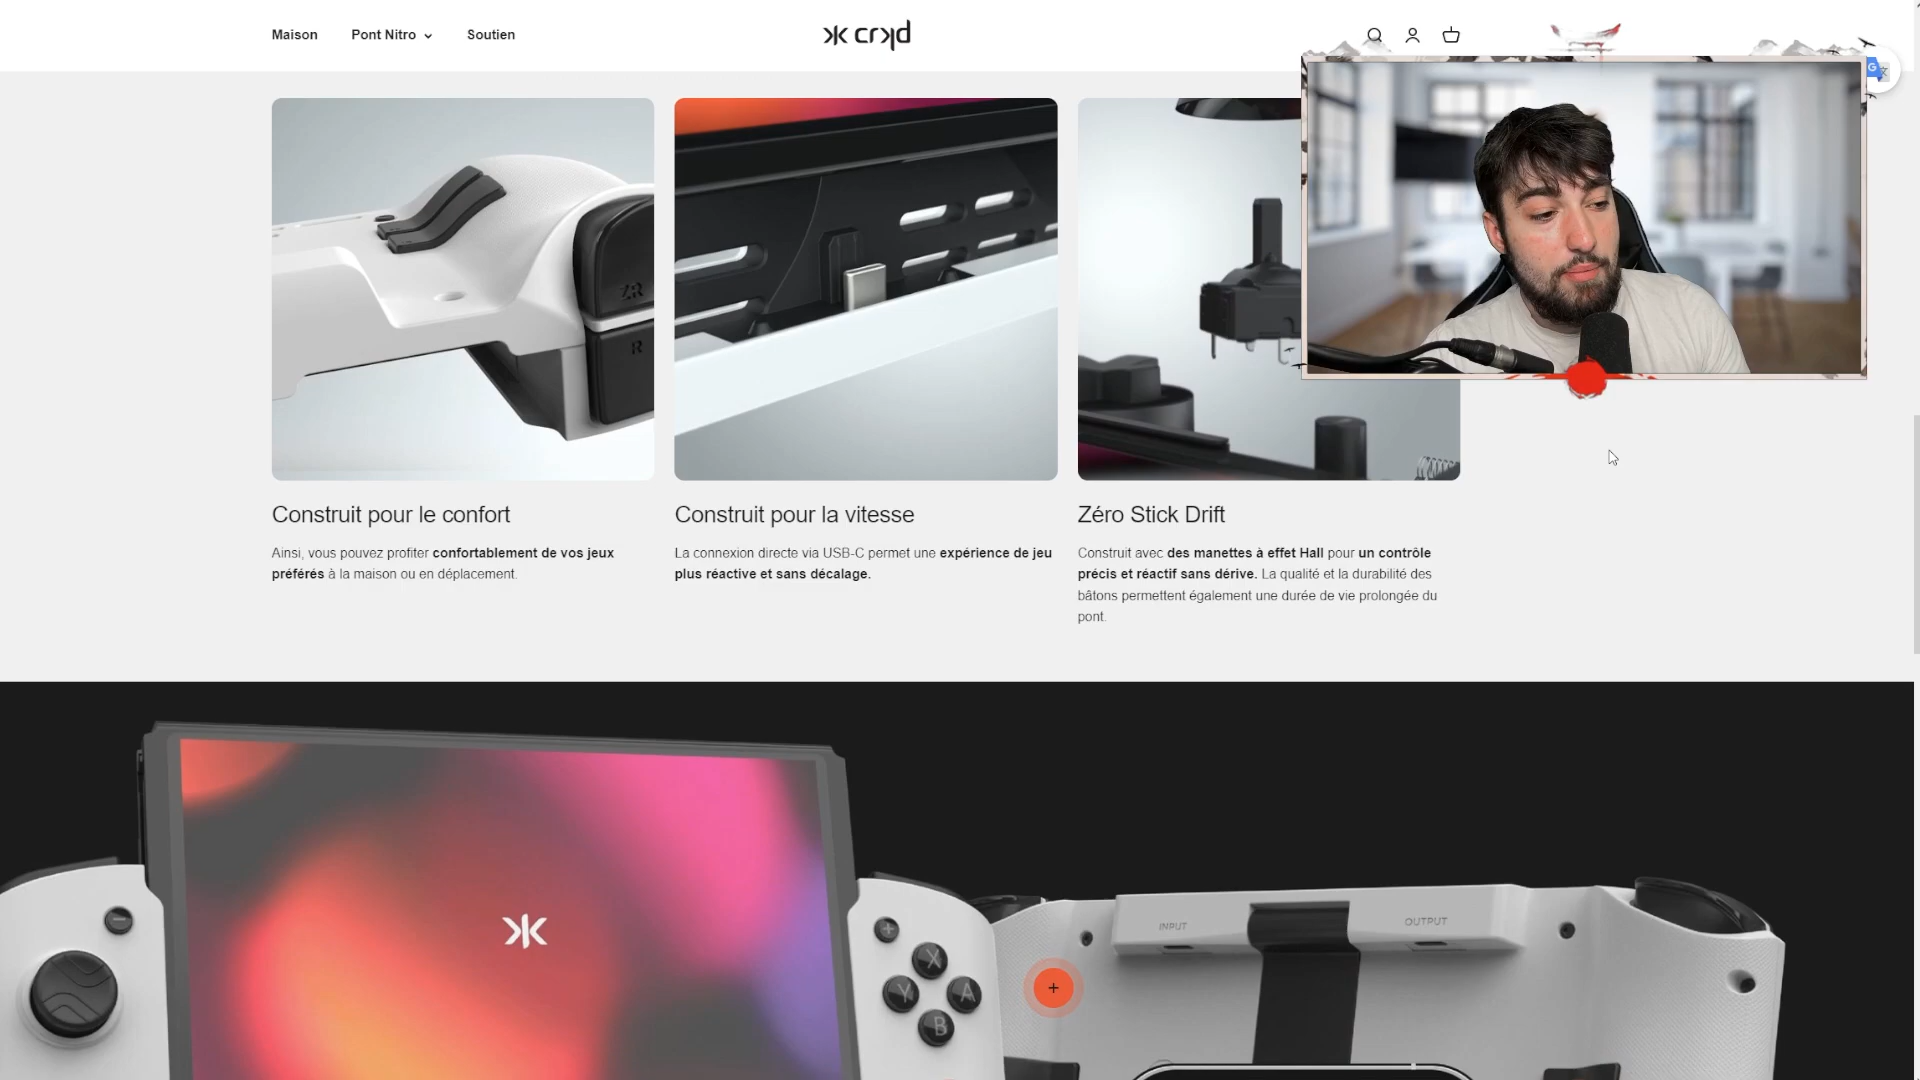 Maison
Pont Nitro
Soutien
crkd
ZR
R
Construit pour le confort
Ainsi, vous pouvez profiter confortablement de vos jeux
préférés à la maison ou en déplacement.
Construit pour la vitesse
La connexion directe via USB-C permet une expérience de jeu
plus réactive et sans décalage.
Zéro Stick Drift
Construit avec des manettes à effet Hall pour un contrôle
précis et réactif sans dérive. La qualité et la durabilité des
bâtons permettent également une durée de vie prolongée du
pont.
INPUT
OUTPUT
X
Y
A
B
+